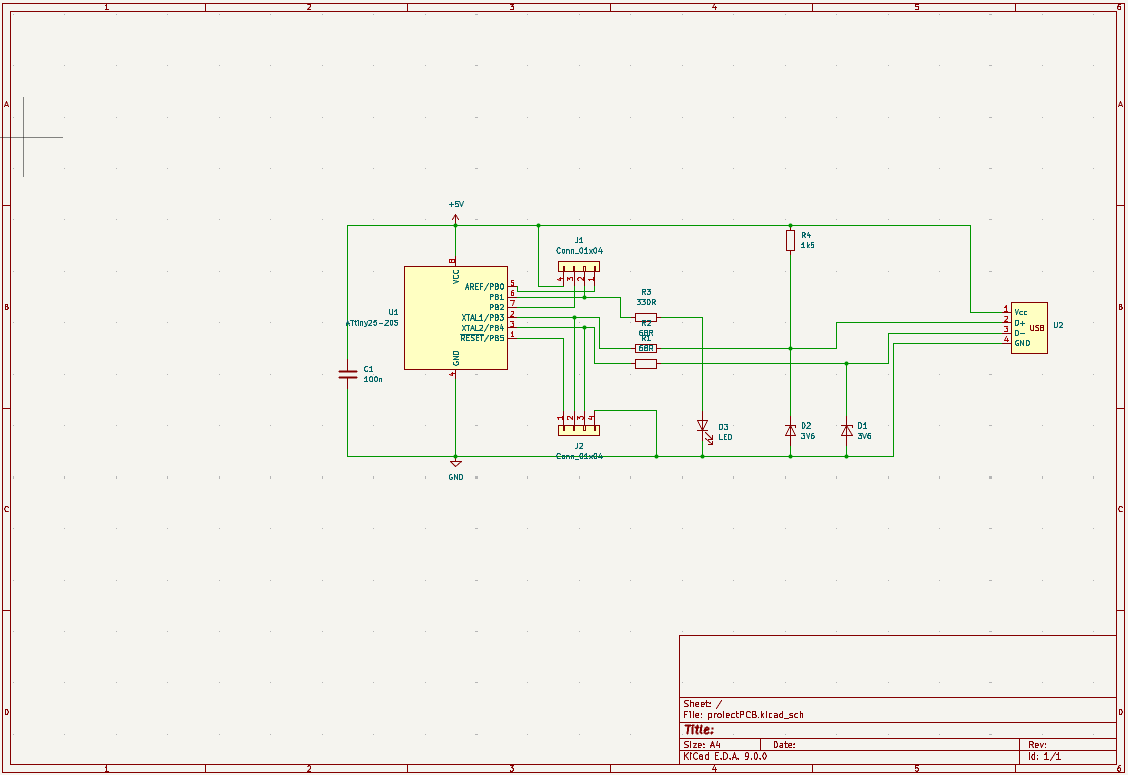 1 2 3 4 5 6
A A
+5V
R4
1k5
J1
Conn_01x04
8
VCC
4 3 2 1
AREF/PB0 5
PB1 6
PB2 7
XTAL1/PB3 2
XTAL2/PB4 3
RESET/PB5 1
GND
4
U1
ATtiny25-20S
R3
330R
R2
68R
R1
68R
B B
1 Vcc
2 D+
3 D-
4 GND
USB
U2
C1
100n
1 2 3 4
J2
Conn_01x04
D3
LED
D2
3V6
D1
3V6
GND
C C
Sheet: /
File: projectPCB.kicad_sch
Title:
Size: A4 Date: Rev:
KiCad E.D.A. 9.0.0 Id: 1/1
D D
1 2 3 4 5 6